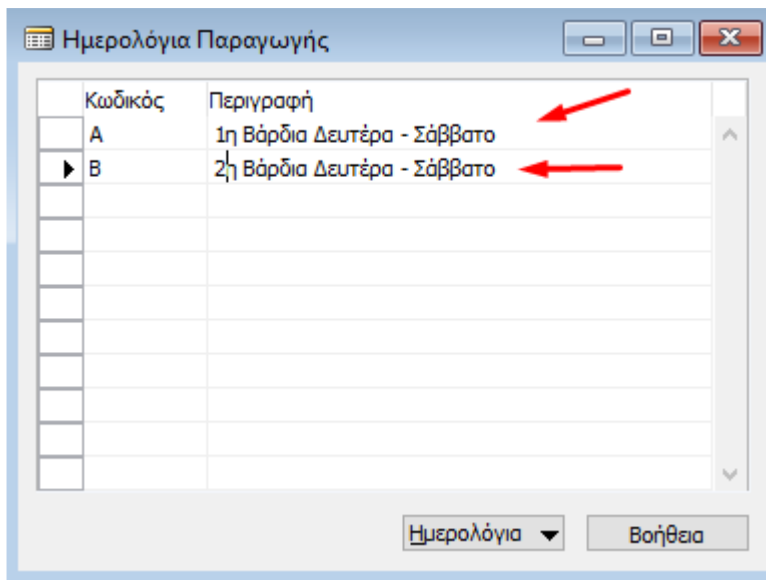 Ημερολόγια Παραγωγής
Κωδικός Περιγραφή
Α 1η Βάρδια Δευτέρα - Σάββατο
Β 2η Βάρδια Δευτέρα - Σάββατο
Ημερολόγια Βοήθεια